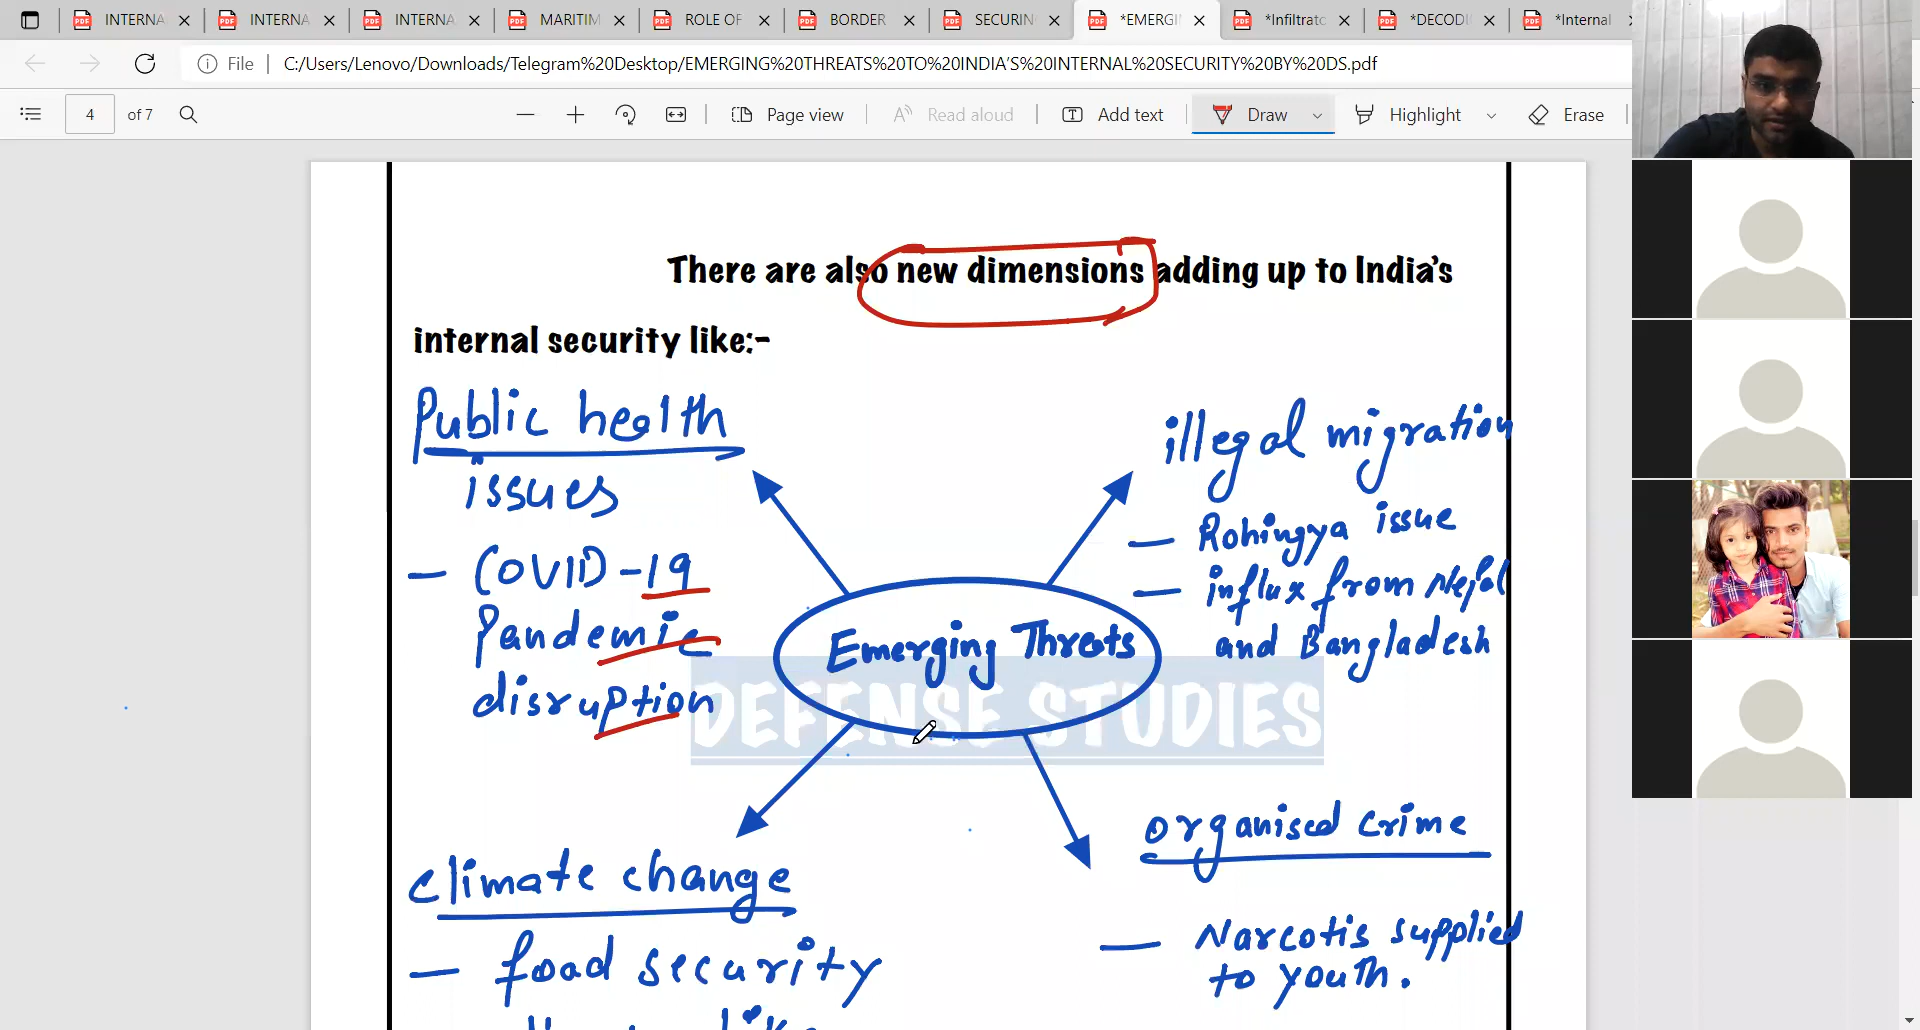 INTERNA
INTERNA
INTERNA
MARITIM
ROLE OF
BORDER
SECURIN
*EMERGI
*Infiltrato
*DECODI
*Internal
File
C:/Users/Lenovo/Downloads/Telegram%20Desktop/EMERGING%20THREATS%20TO%20INDIA'S%20INTERNAL%20SECURITY%20BY%20DS.pdf
4 of 7
Page view
Read aloud
Add text
Draw
Highlight
Erase
There are also new dimensions adding up to India's
internal security like:-
Public health
issues
— COVID-19
Pandemic
disruption
illegal migration
— Rohingya issue
— influx from Nepal
and Bangladesh
Emerging Threats
DEFENSE STUDIES
climate change
— food security
organised crime
— Narcotis supplied
to youth.